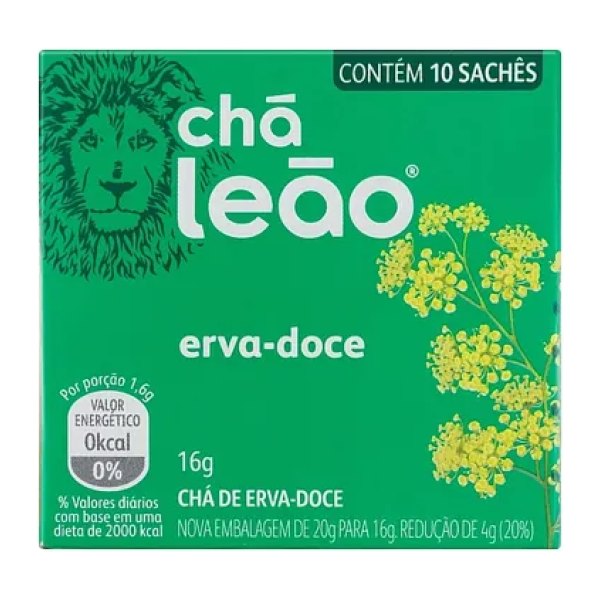 CONTÉM 10 SACHÊS
chá
leão®
erva-doce
Por porção 1,6g
VALOR
ENERGÉTICO
0kcal
0%
% Valores diários
com base em uma
dieta de 2000 kcal
16g
CHÁ DE ERVA-DOCE
NOVA EMBALAGEM DE 20g PARA 16g. REDUÇÃO DE 4g (20%)